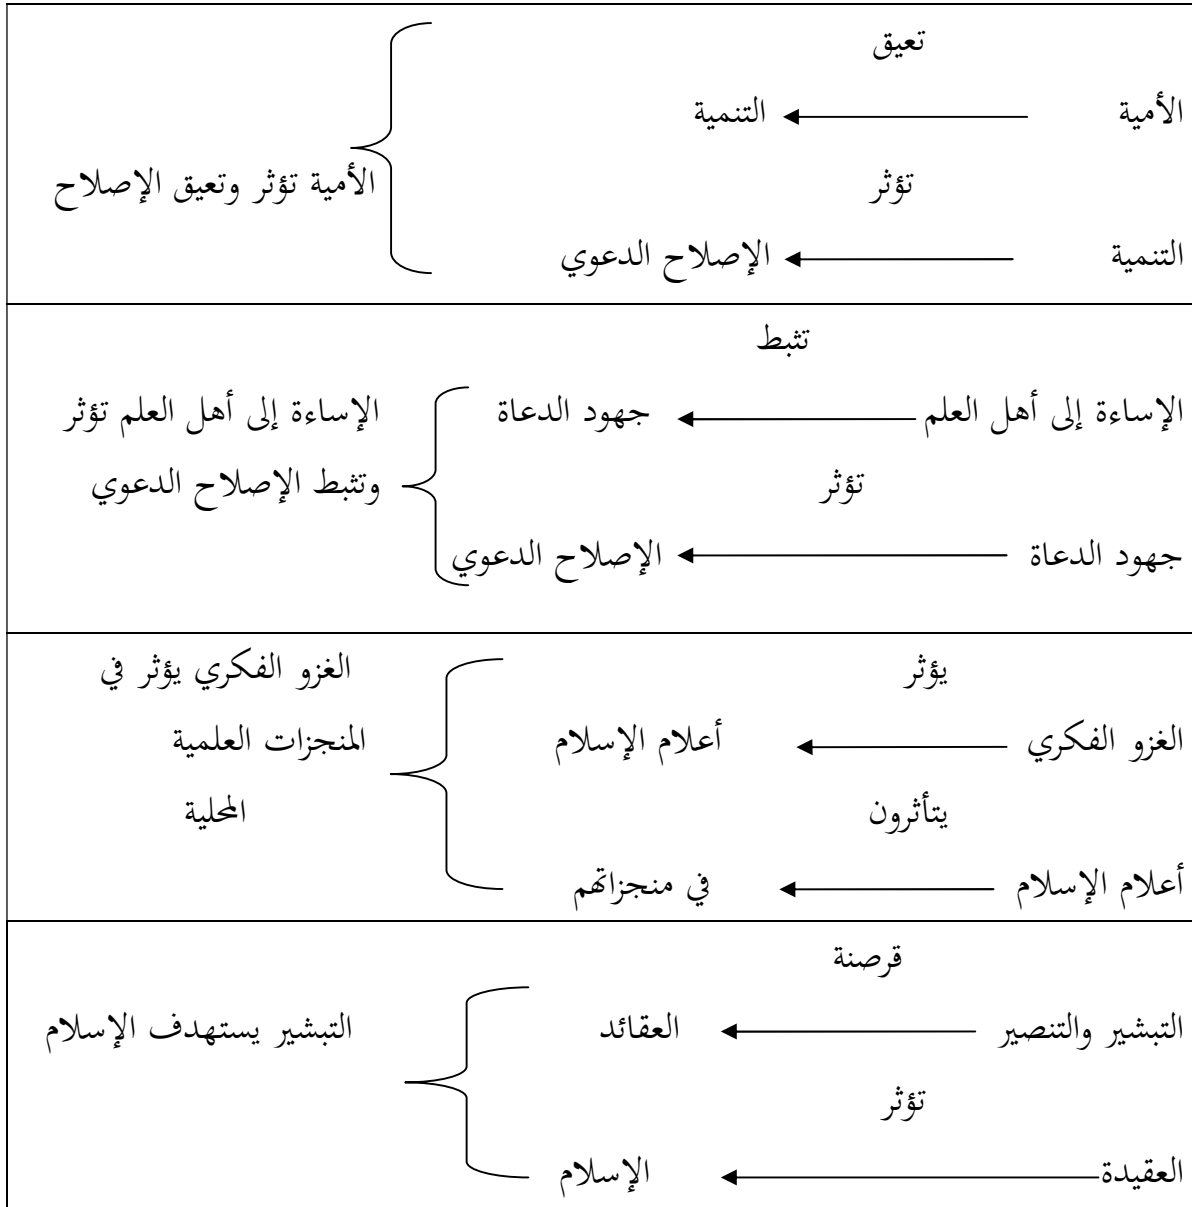 تعيق
الأمية التنمية
تؤثر
الأمية تؤثر وتعيق الإصلاح
التنمية الإصلاح الدعوي
تثبط
الإساءة إلى أهل العلم جهود الدعاة الإساءة إلى أهل العلم تؤثر
تؤثر وتثبط الإصلاح الدعوي
جهود الدعاة الإصلاح الدعوي
يؤثر الغزو الفكري يؤثر في
الغزو الفكري أعلام الإسلام المنجزات العلمية
يتأثرون المحلية
أعلام الإسلام في منجزاتهم
قرصنة
التبشير والتنصير العقائد التبشير يستهدف الإسلام
تؤثر
العقيدة الإسلام